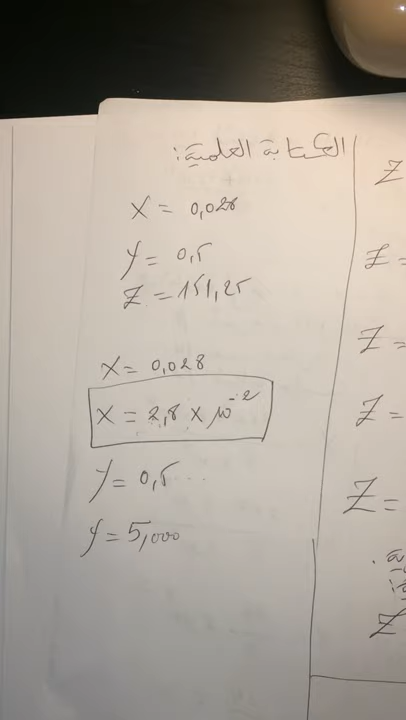 الكتابة العلمية:
X = 0,028
y = 0,5
Z = 151,25
X = 0,028
X = 2,8 × 10⁻²
y = 0,5
y = 5,000
Z
Z =
Z =
Z =
Z =
Z